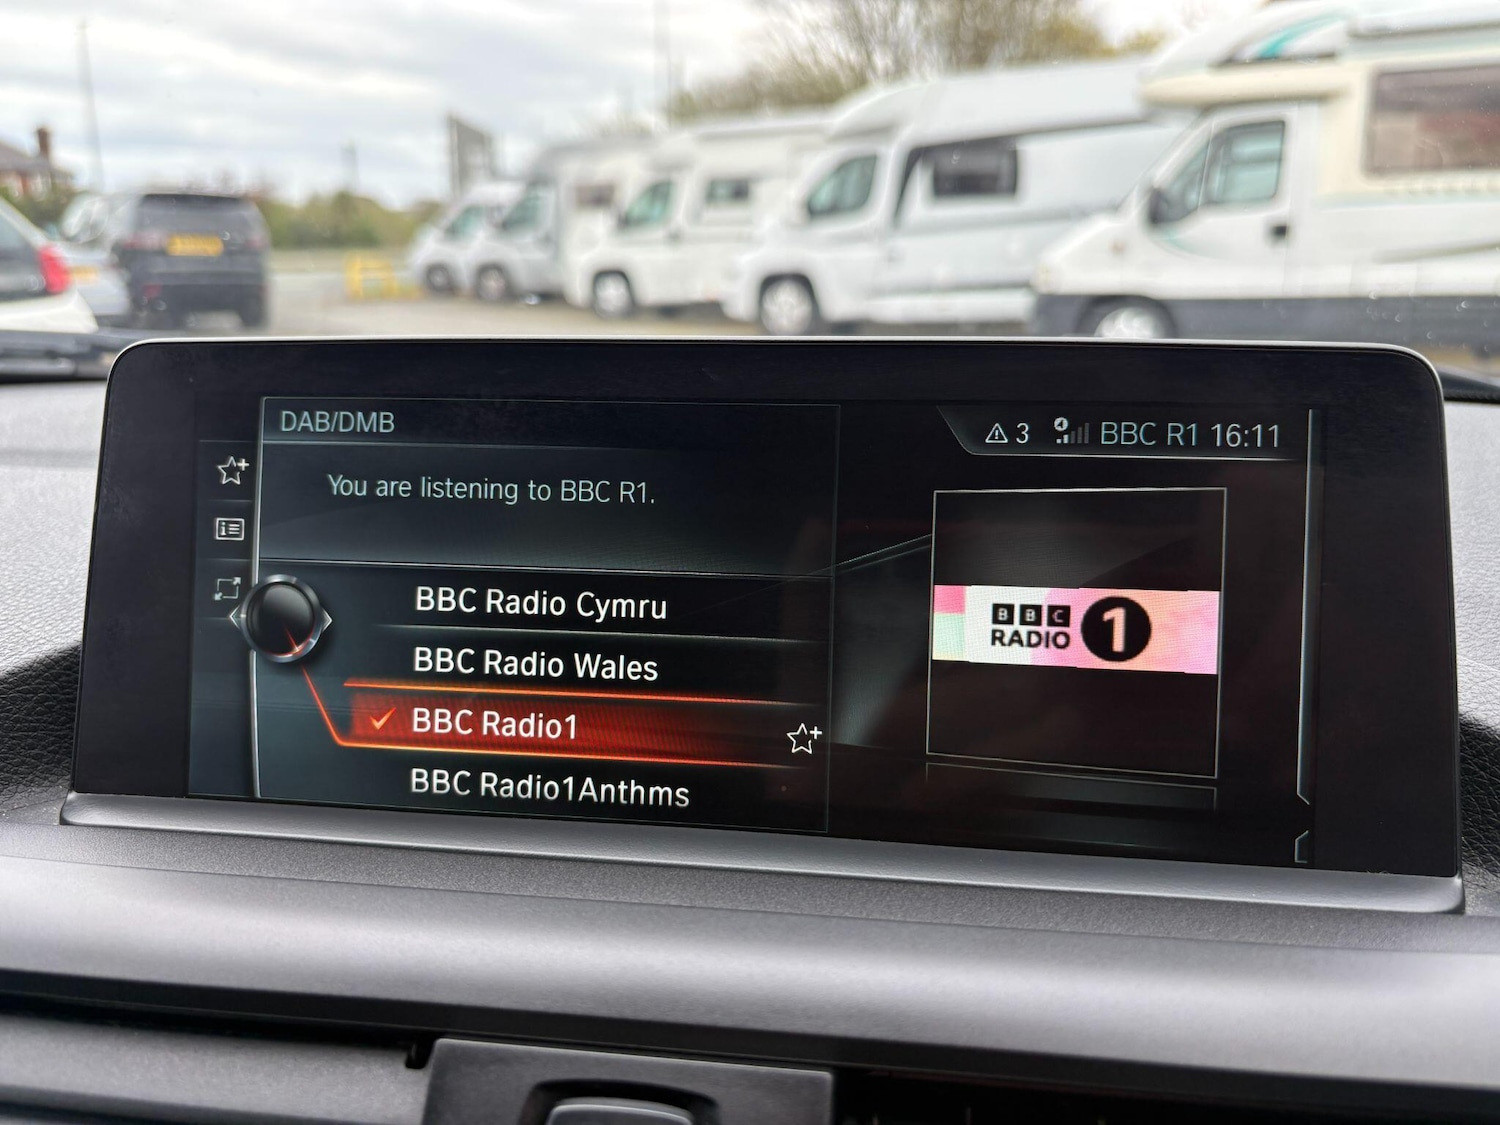 DAB/DMB
3 BBC R1 16:11
You are listening to BBC R1.
BBC Radio Cymru
BBC Radio Wales
BBC Radio1
BBC Radio1Anthms
BBC
RADIO 1